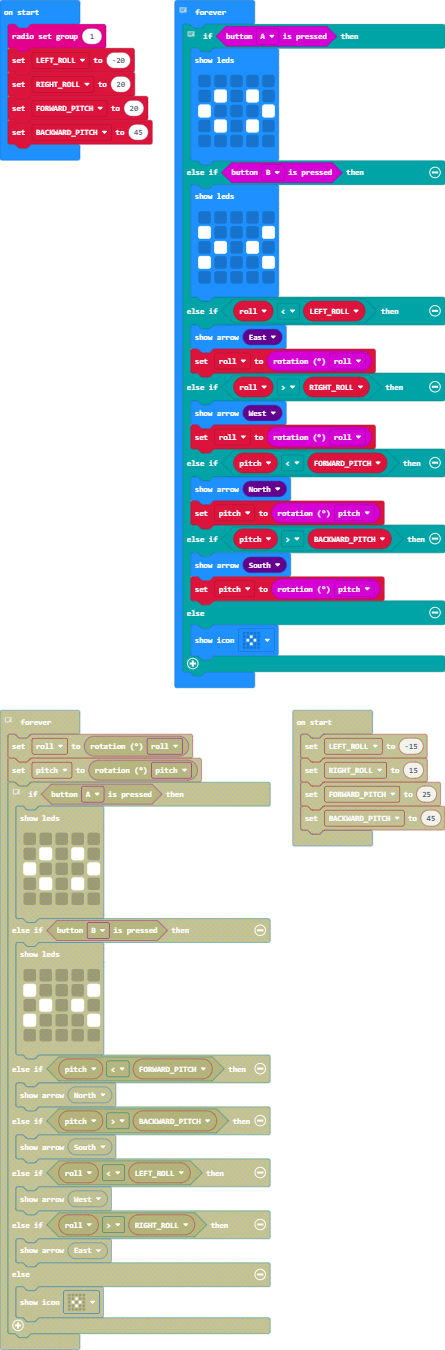 on start
radio set group 1
set LEFT_ROLL to -20
set RIGHT_ROLL to 20
set FORWARD_PITCH to 20
set BACKWARD_PITCH to 45
forever
if button A is pressed then
show leds
else if button B is pressed then
show leds
else if roll < LEFT_ROLL then
show arrow East
set roll to rotation (°) roll
else if roll > RIGHT_ROLL then
show arrow West
set roll to rotation (°) roll
else if pitch < FORWARD_PITCH then
show arrow North
set pitch to rotation (°) pitch
else if pitch > BACKWARD_PITCH then
show arrow South
set pitch to rotation (°) pitch
else
show icon
forever
set roll to rotation (°) roll
set pitch to rotation (°) pitch
if button A is pressed then
show leds
else if button B is pressed then
show leds
else if pitch < FORWARD_PITCH then
show arrow North
else if pitch > BACKWARD_PITCH then
show arrow South
else if roll < LEFT_ROLL then
show arrow West
else if roll > RIGHT_ROLL then
show arrow East
else
show icon
on start
set LEFT_ROLL to -15
set RIGHT_ROLL to 15
set FORWARD_PITCH to 25
set BACKWARD_PITCH to 45